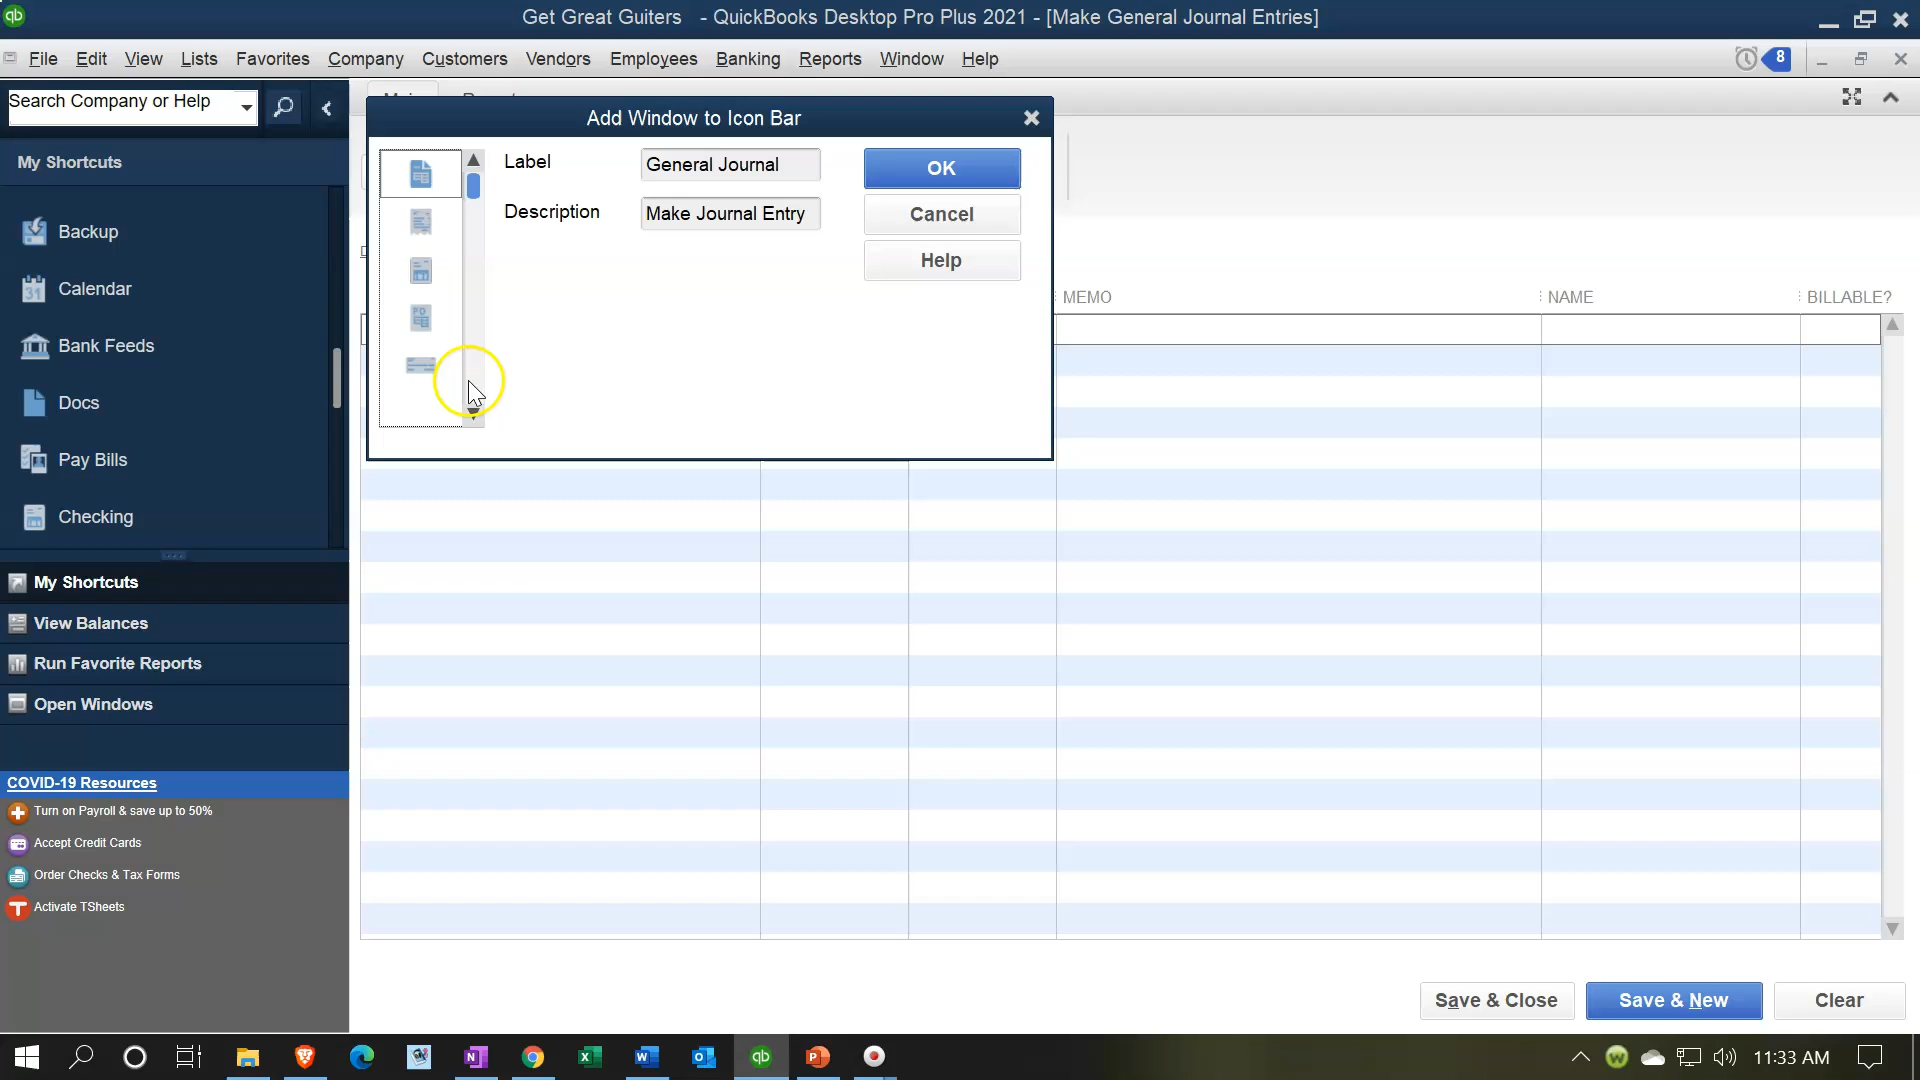 Get Great Guiters - QuickBooks Desktop Pro Plus 2021 - [Make General Journal Entries]
File Edit View Lists Favorites Company Customers Vendors Employees Banking Reports Window Help
8
Search Company or Help
My Shortcuts
Backup
Calendar
Bank Feeds
Docs
Pay Bills
Checking
My Shortcuts
View Balances
Run Favorite Reports
Open Windows
COVID-19 Resources
Turn on Payroll & save up to 50%
Accept Credit Cards
Order Checks & Tax Forms
Activate TSheets
Add Window to Icon Bar
Label
General Journal
Description
Make Journal Entry
OK
Cancel
Help
MEMO
NAME
BILLABLE?
Save & Close
Save & New
Clear
11:33 AM